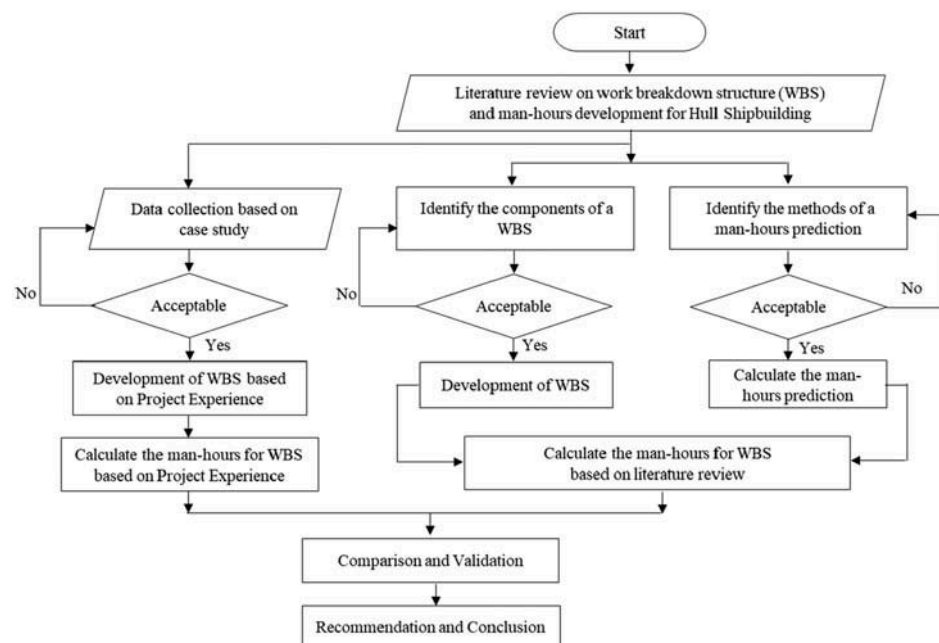 Start
Literature review on work breakdown structure (WBS)
and man-hours development for Hull Shipbuilding
Data collection based on
case study
Identify the components of a
WBS
Identify the methods of a
man-hours prediction
No
Acceptable
Yes
No
Acceptable
Yes
Acceptable
No
Yes
Development of WBS based
on Project Experience
Development of WBS
Calculate the man-
hours prediction
Calculate the man-hours for WBS
based on Project Experience
Calculate the man-hours for WBS
based on literature review
Comparison and Validation
Recommendation and Conclusion